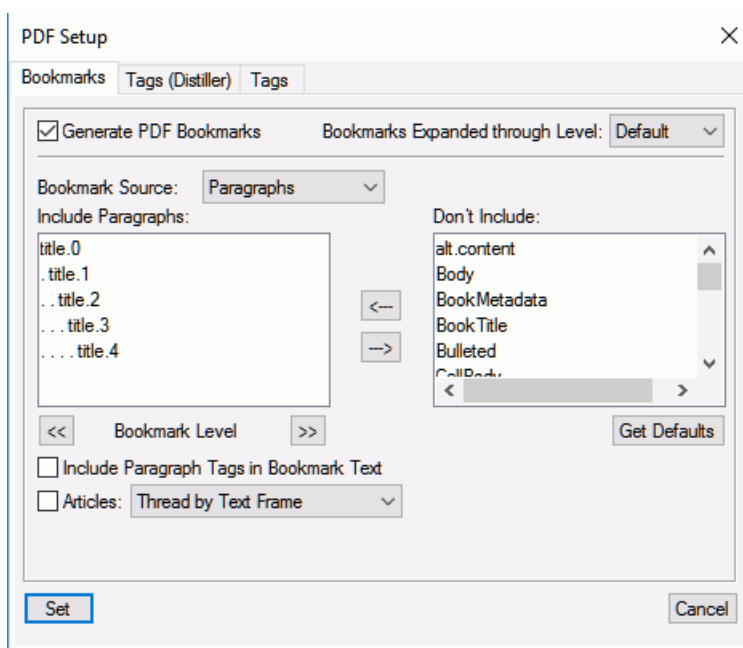 PDF Setup
Bookmarks Tags (Distiller) Tags
Generate PDF Bookmarks Bookmarks Expanded through Level: Default
Bookmark Source: Paragraphs
Include Paragraphs: Don't Include:
title.0 alt.content
. title.1 Body
. . title.2 BookMetadata
. . . title.3 BookTitle
. . . . title.4 Bulleted
CellBody
<--- --->
<< Bookmark Level >> Get Defaults
Include Paragraph Tags in Bookmark Text
Articles: Thread by Text Frame
Set Cancel